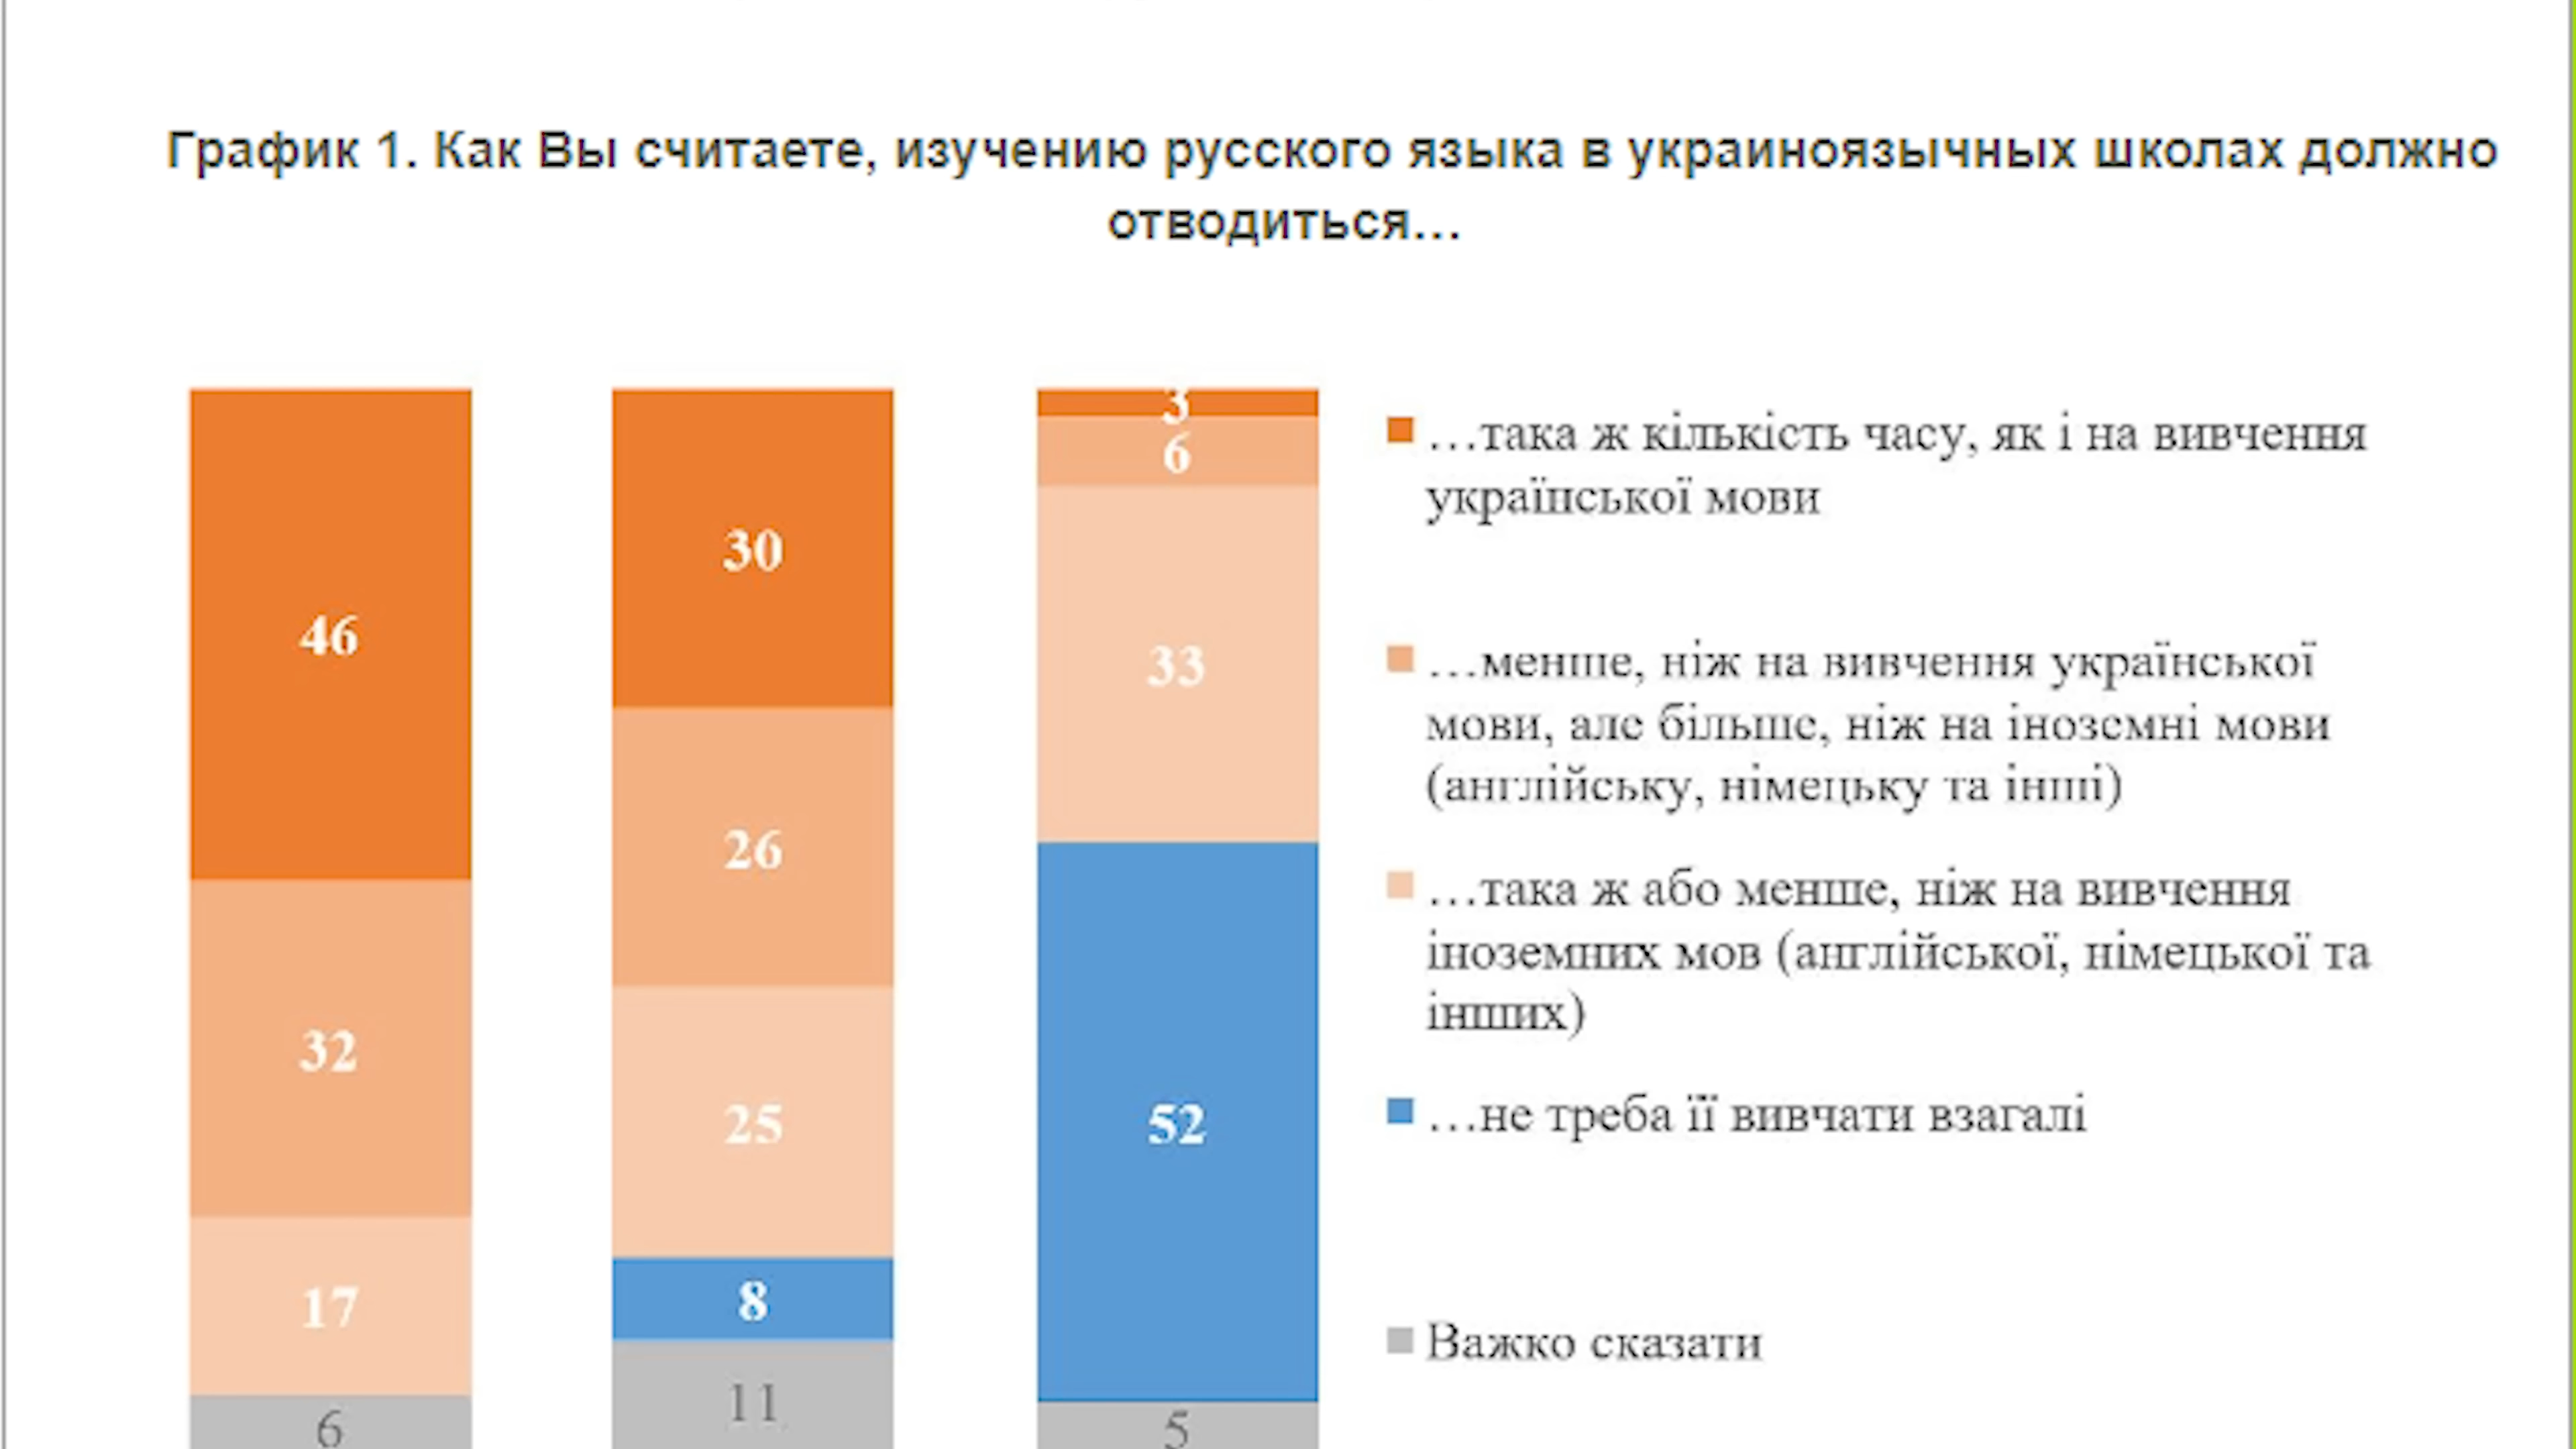 График 1. Как Вы считаете, изучению русского языка в украиноязычных школах должно
отводиться…
46
32
17
6
30
26
25
8
11
3
6
33
52
5
…така ж кількість часу, як і на вивчення
української мови
…менше, ніж на вивчення української
мови, але більше, ніж на іноземні мови
(англійську, німецьку та інші)
…така ж або менше, ніж на вивчення
іноземних мов (англійської, німецької та
інших)
…не треба її вивчати взагалі
Важко сказати